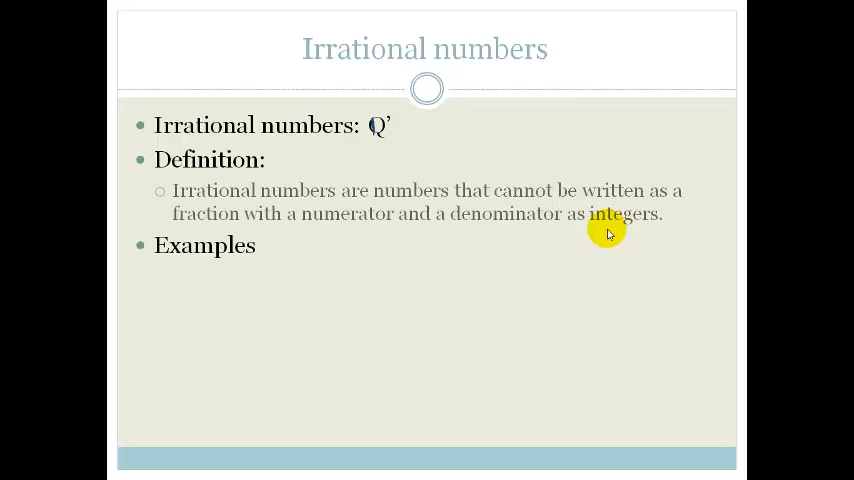 Irrational numbers
Irrational numbers: Q’
Definition:
Irrational numbers are numbers that cannot be written as a
fraction with a numerator and a denominator as integers.
Examples